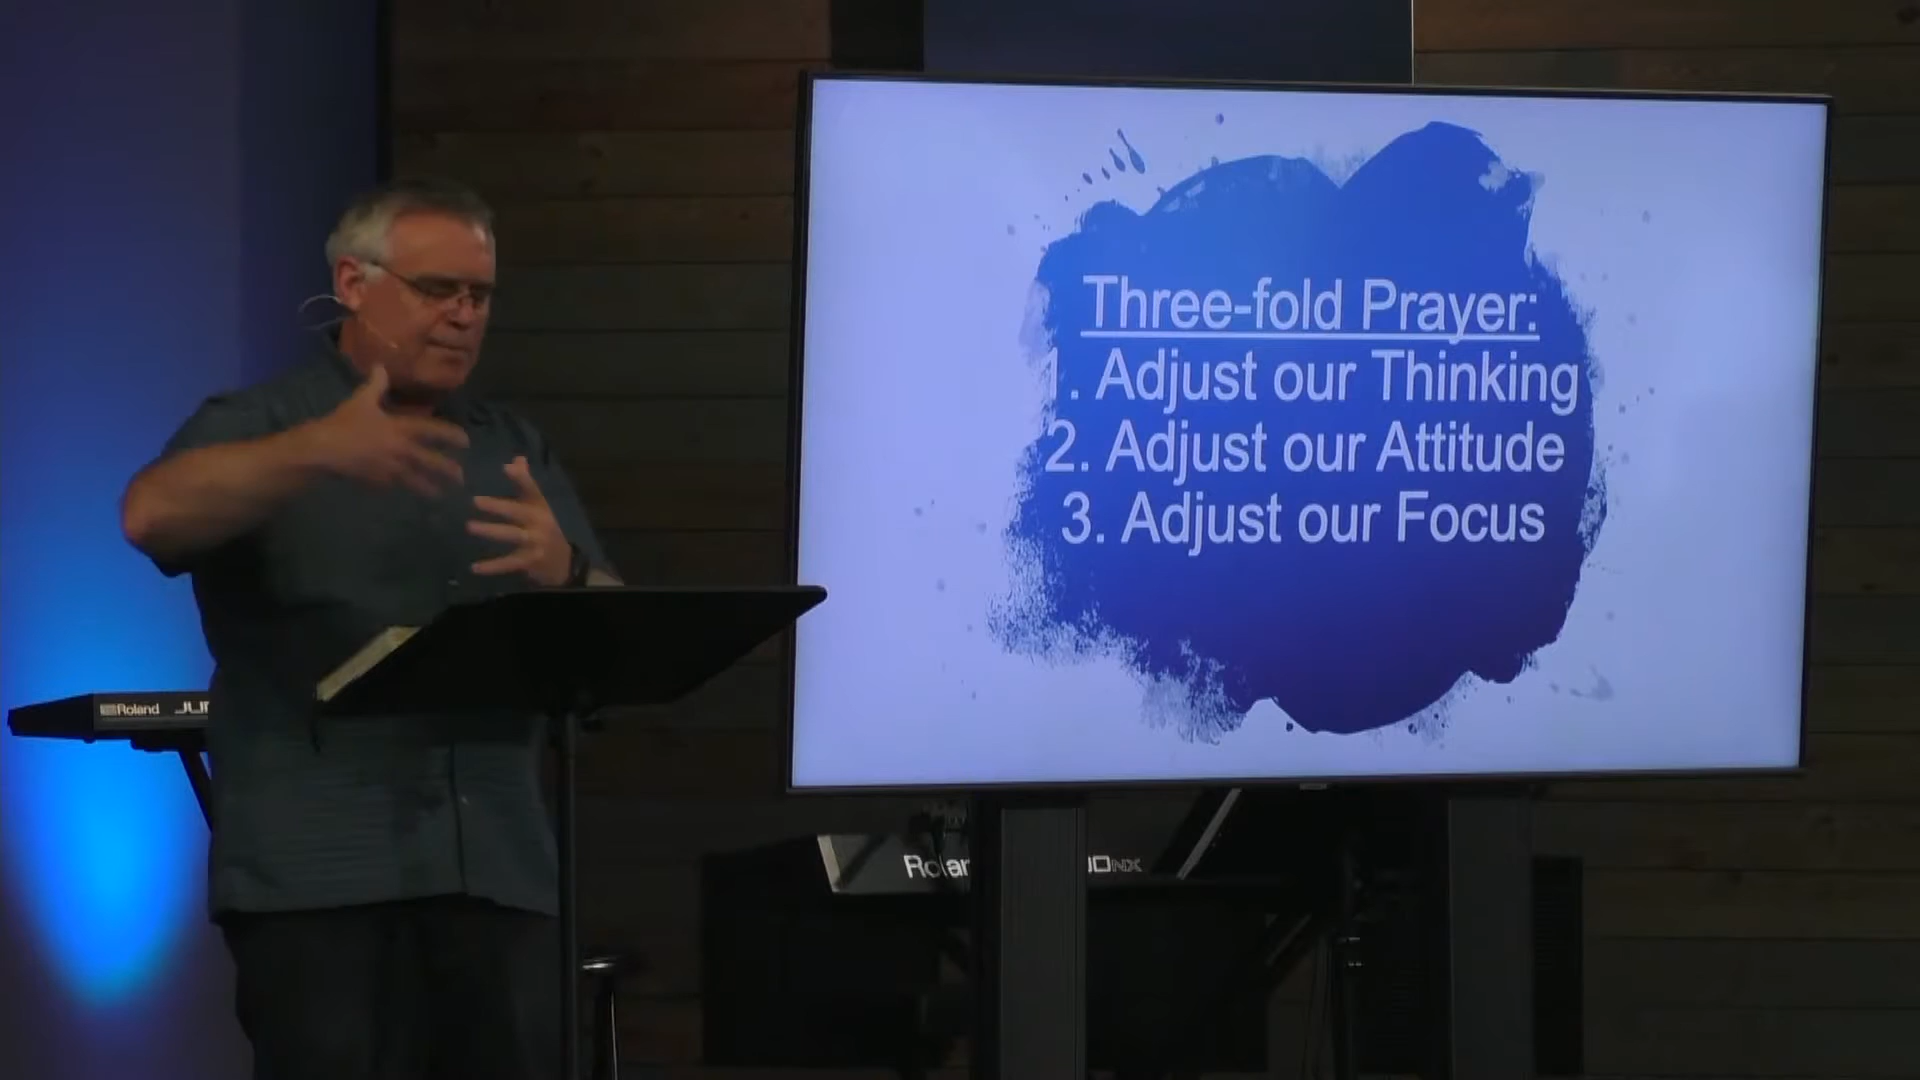 Three-fold Prayer:
1. Adjust our Thinking
2. Adjust our Attitude
3. Adjust our Focus
Roland
Roland